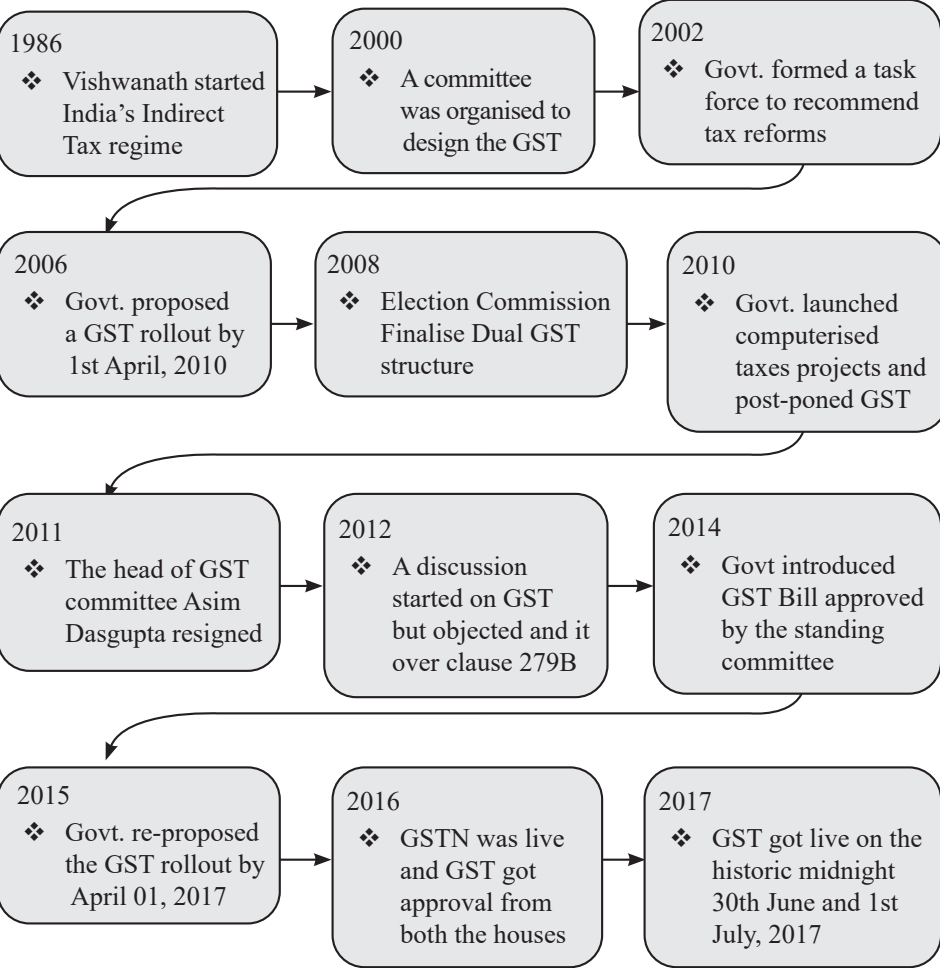 1986
❖ Vishwanath started
India's Indirect
Tax regime
2000
❖ A committee
was organised to
design the GST
2002
❖ Govt. formed a task
force to recommend
tax reforms
2006
❖ Govt. proposed
a GST rollout by
1st April, 2010
2008
❖ Election Commission
Finalise Dual GST
structure
2010
❖ Govt. launched
computerised
taxes projects and
post-poned GST
2011
❖ The head of GST
committee Asim
Dasgupta resigned
2012
❖ A discussion
started on GST
but objected and it
over clause 279B
2014
❖ Govt introduced
GST Bill approved
by the standing
committee
2015
❖ Govt. re-proposed
the GST rollout by
April 01, 2017
2016
❖ GSTN was live
and GST got
approval from
both the houses
2017
❖ GST got live on the
historic midnight
30th June and 1st
July, 2017